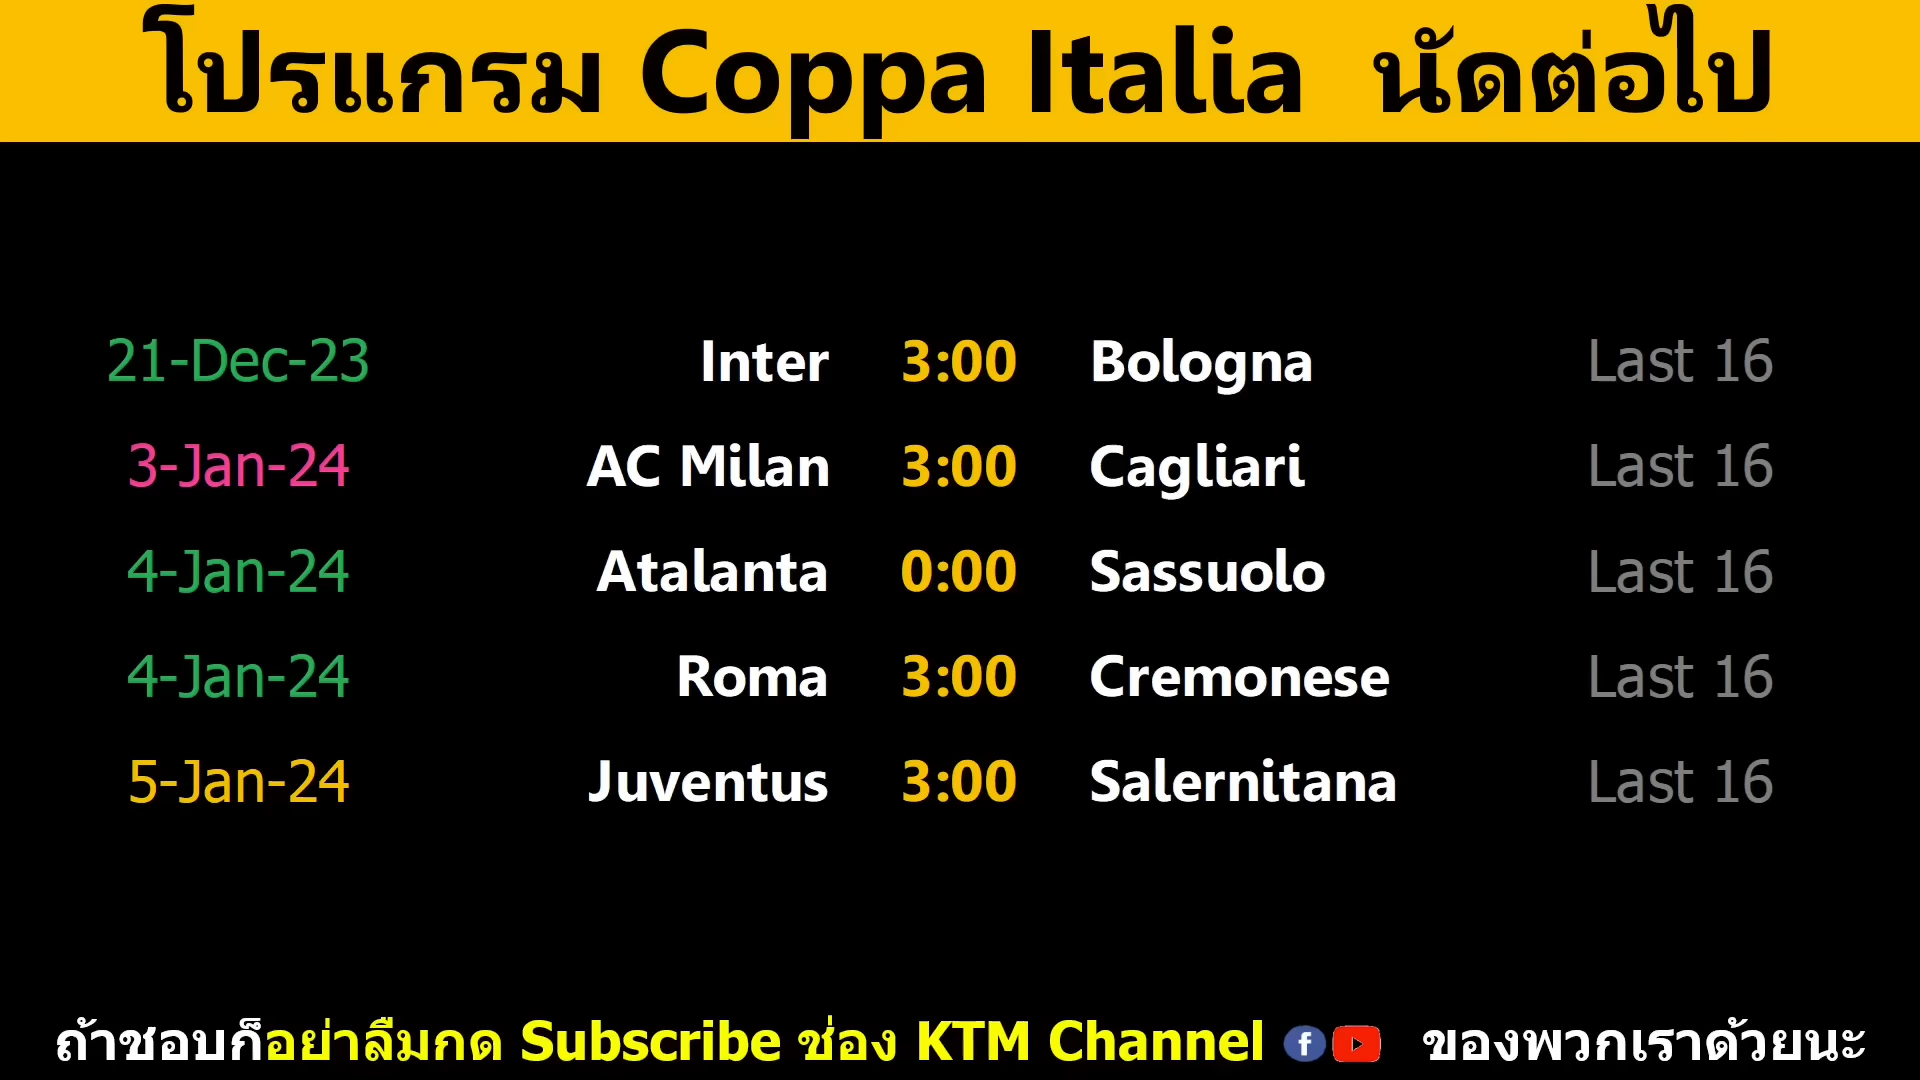 โปรแกรม Coppa Italia นัดต่อไป
21-Dec-23 Inter 3:00 Bologna Last 16
3-Jan-24 AC Milan 3:00 Cagliari Last 16
4-Jan-24 Atalanta 0:00 Sassuolo Last 16
4-Jan-24 Roma 3:00 Cremonese Last 16
5-Jan-24 Juventus 3:00 Salernitana Last 16
ถ้าชอบก็อย่าลืมกด Subscribe ช่อง KTM Channel f ของพวกเราด้วยนะ